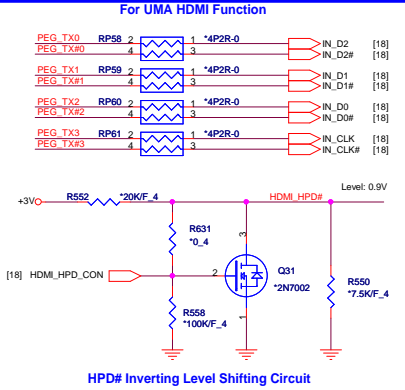 For UMA HDMI Function
PEG_TX0 RP58 2 1 *4P2R-0 IN_D2 [18]
PEG_TX#0 4 3 IN_D2# [18]
PEG_TX1 RP59 2 1 *4P2R-0 IN_D1 [18]
PEG_TX#1 4 3 IN_D1# [18]
PEG_TX2 RP60 2 1 *4P2R-0 IN_D0 [18]
PEG_TX#2 4 3 IN_D0# [18]
PEG_TX3 RP61 2 1 *4P2R-0 IN_CLK [18]
PEG_TX#3 4 3 IN_CLK# [18]
Level: 0.9V
+3V R552 *20K/F_4 HDMI_HPD#
R631
*0_4
3
[18] HDMI_HPD_CON 2 Q31
*2N7002
R550
*7.5K/F_4
R558
*100K/F_4
1
HPD# Inverting Level Shifting Circuit